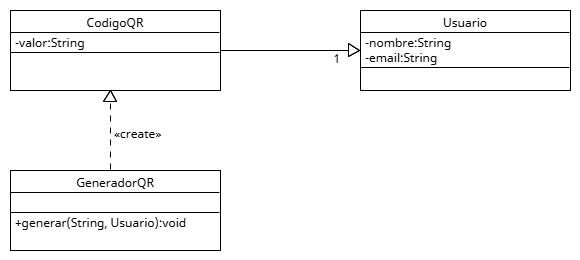 CodigoQR
-valor:String
Usuario
-nombre:String
-email:String
1
«create»
GeneradorQR
+generar(String, Usuario):void